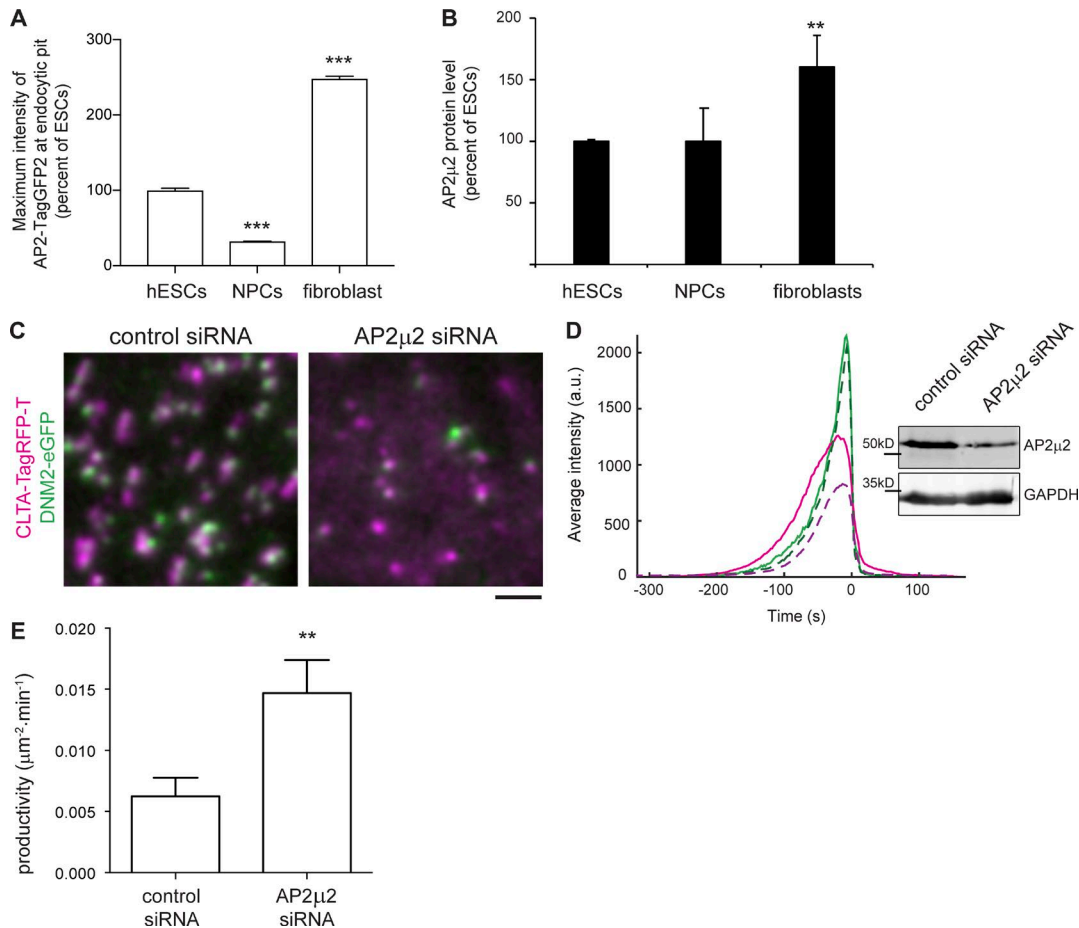 A
Maximum intensity of
AP2-TagGFP2 at endocytic pit
(percent of ESCs)
300
200
100
0
***
***
hESCs NPCs fibroblast
B
AP2μ2 protein level
(percent of ESCs)
200
150
100
50
0
**
hESCs NPCs fibroblasts
C
control siRNA AP2μ2 siRNA
CLTA-TagRFP-T
DNM2-eGFP
D
Average intensity (a.u.)
2000
1500
1000
500
0
-300 -200 -100 0 100
Time (s)
control siRNA
AP2μ2 siRNA
50kD
AP2μ2
35kD
GAPDH
E
productivity (μm⁻²·min⁻¹)
0.020
0.015
0.010
0.005
0.000
**
control
siRNA
AP2μ2
siRNA